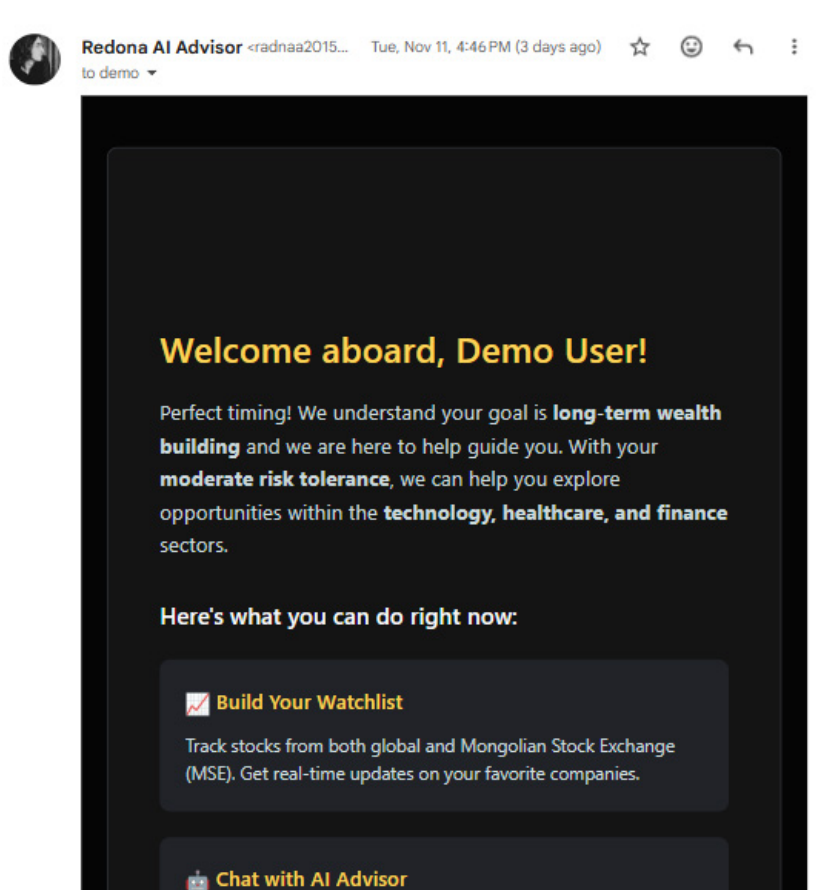 Redona AI Advisor <radnaa2015... Tue, Nov 11, 4:46 PM (3 days ago)
to demo
Welcome aboard, Demo User!
Perfect timing! We understand your goal is long-term wealth
building and we are here to help guide you. With your
moderate risk tolerance, we can help you explore
opportunities within the technology, healthcare, and finance
sectors.
Here's what you can do right now:
📈 Build Your Watchlist
Track stocks from both global and Mongolian Stock Exchange
(MSE). Get real-time updates on your favorite companies.
🤖 Chat with AI Advisor